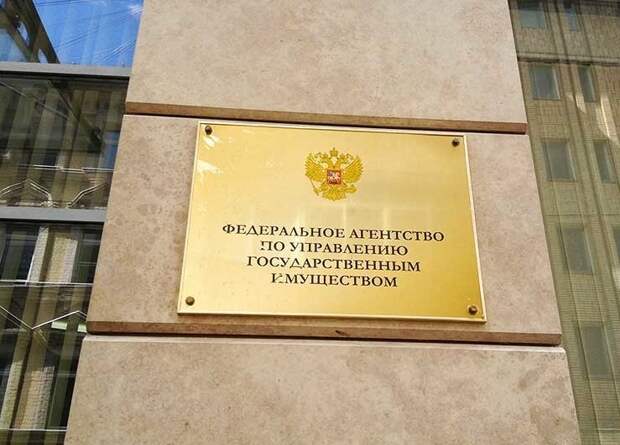 ФЕДЕРАЛЬНОЕ АГЕНТСТВО
ПО УПРАВЛЕНИЮ
ГОСУДАРСТВЕННЫМ
ИМУЩЕСТВОМ